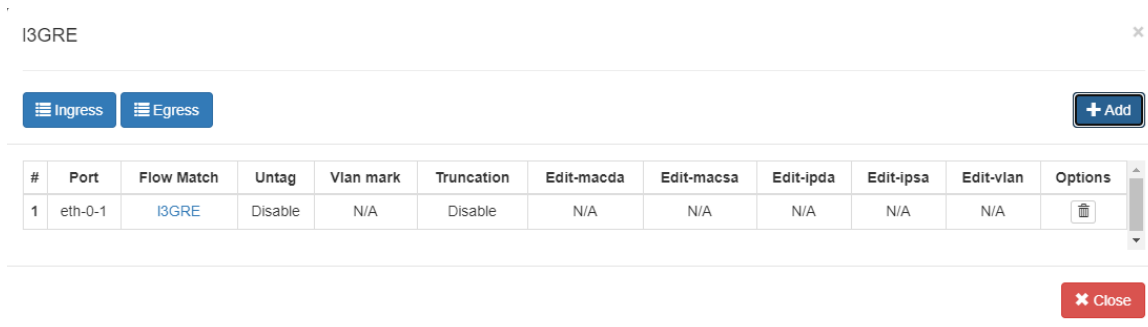 l3GRE
×
Ingress Egress + Add
# Port Flow Match Untag Vlan mark Truncation Edit-macda Edit-macsa Edit-ipda Edit-ipsa Edit-vlan Options
1 eth-0-1 l3GRE Disable N/A Disable N/A N/A N/A N/A N/A
Close